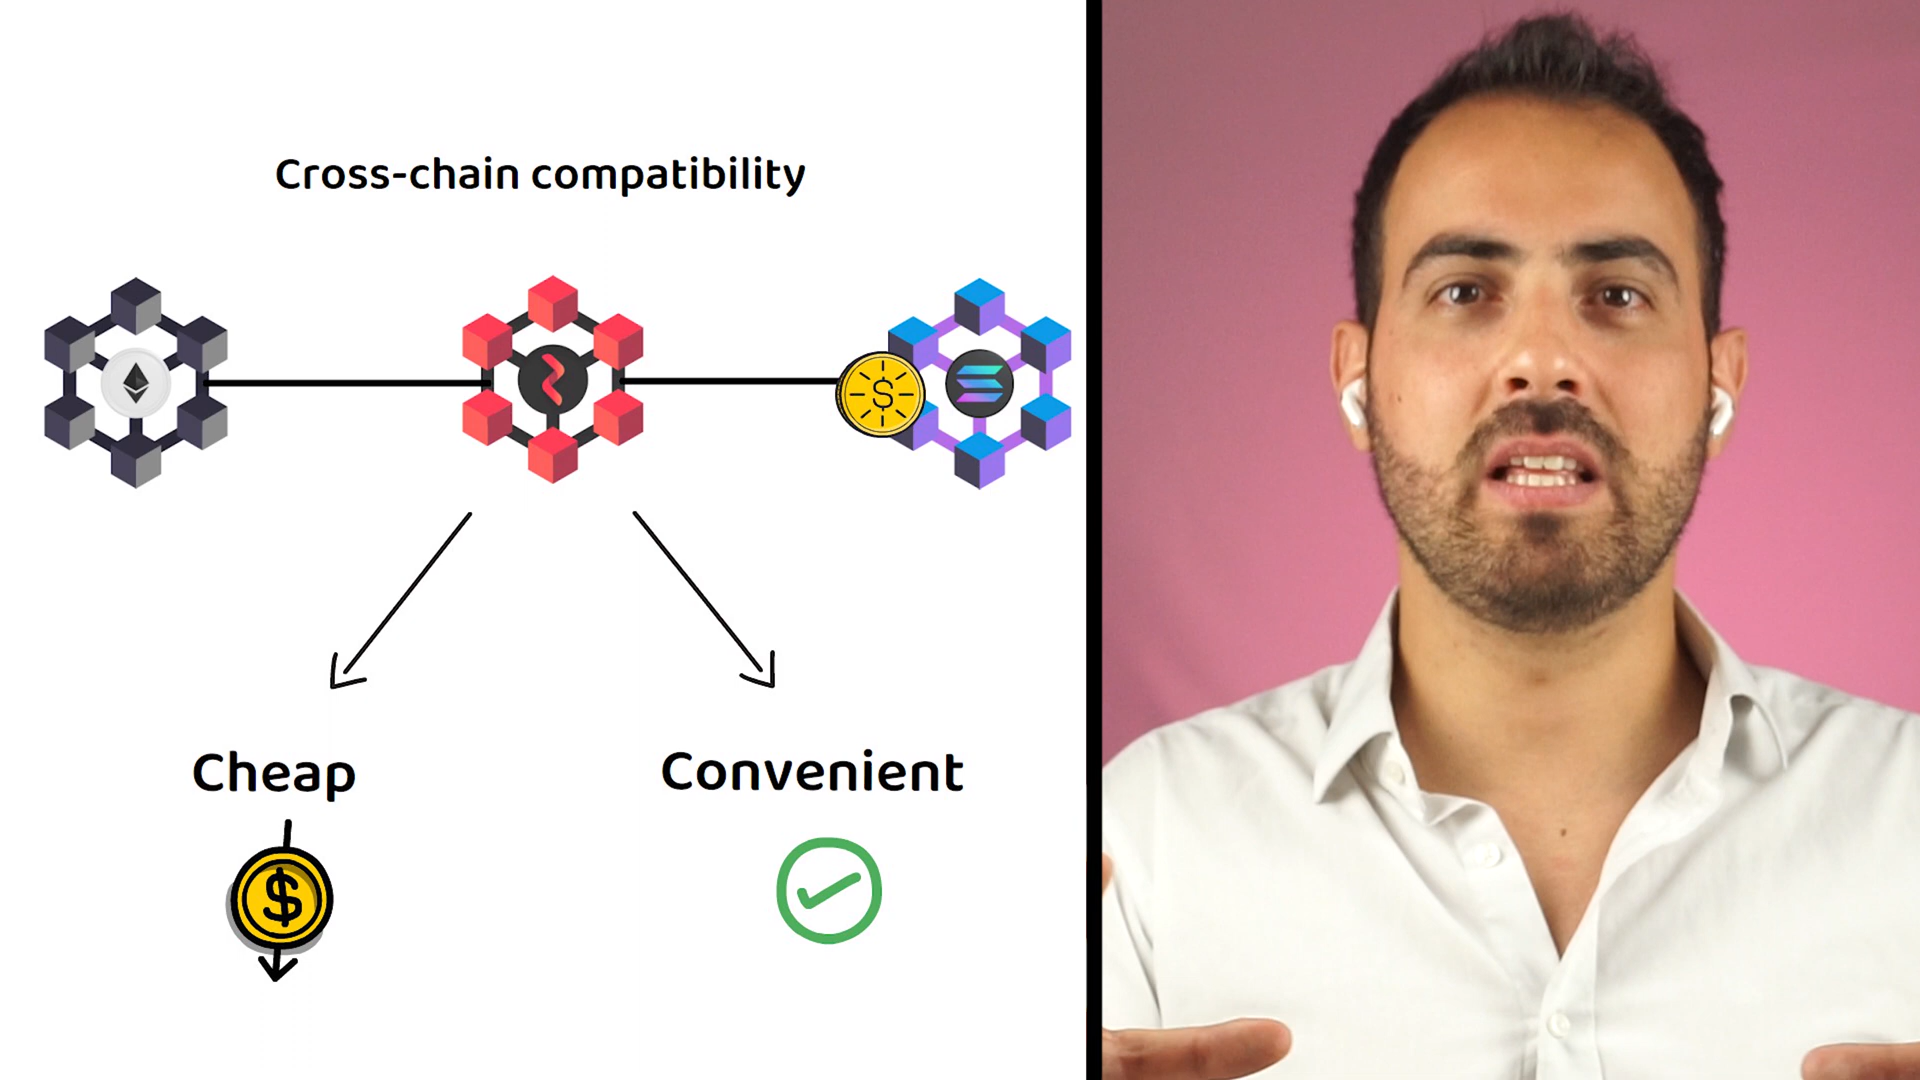 Cross-chain compatibility
$
Cheap
Convenient
$